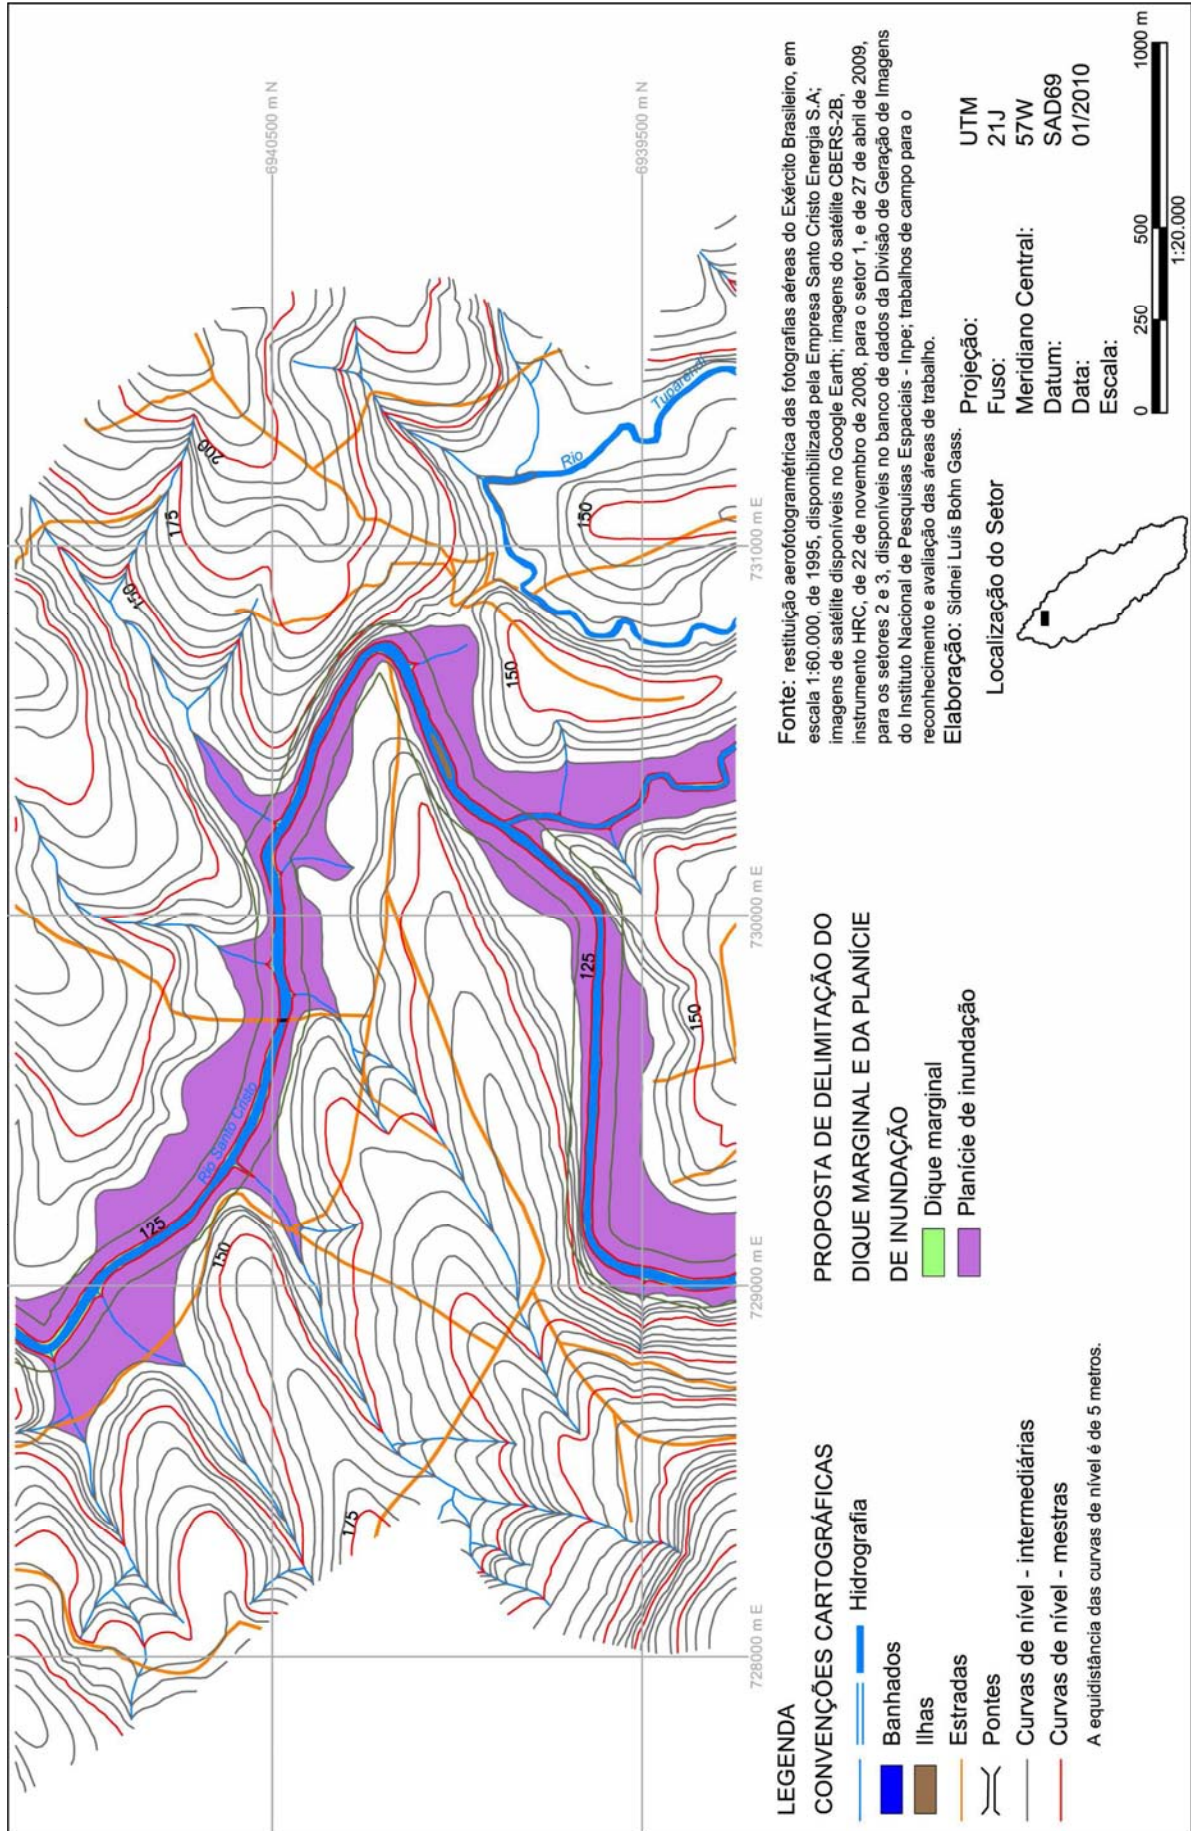 6940500 m N
6939500 m N
728000 m E
729000 m E
730000 m E
731000 m E
125
150
175
Rio Santo Cristo
150
175
200
125
150
150
150
Rio
Tuparendi
LEGENDA
CONVENÇÕES CARTOGRÁFICAS
Hidrografia
Banhados
Ilhas
Estradas
Pontes
Curvas de nível - intermediárias
Curvas de nível - mestras
A equidistância das curvas de nível é de 5 metros.
PROPOSTA DE DELIMITAÇÃO DO
DIQUE MARGINAL E DA PLANÍCIE
DE INUNDAÇÃO
Dique marginal
Planície de inundação
Fonte: restituição aerofotogramétrica das fotografias aéreas do Exército Brasileiro, em
escala 1:60.000, de 1995, disponibilizada pela Empresa Santo Cristo Energia S.A;
imagens de satélite disponíveis no Google Earth; imagens do satélite CBERS-2B,
instrumento HRC, de 22 de novembro de 2008, para o setor 1, e de 27 de abril de 2009,
para os setores 2 e 3, disponíveis no banco de dados da Divisão de Geração de Imagens
do Instituto Nacional de Pesquisas Espaciais - Inpe; trabalhos de campo para o
reconhecimento e avaliação das áreas de trabalho.
Elaboração: Sidnei Luís Bohn Gass.
Localização do Setor
Projeção: UTM
Fuso: 21J
Meridiano Central: 57W
Datum: SAD69
Data: 01/2010
Escala:
0 250 500 1000 m
1:20.000